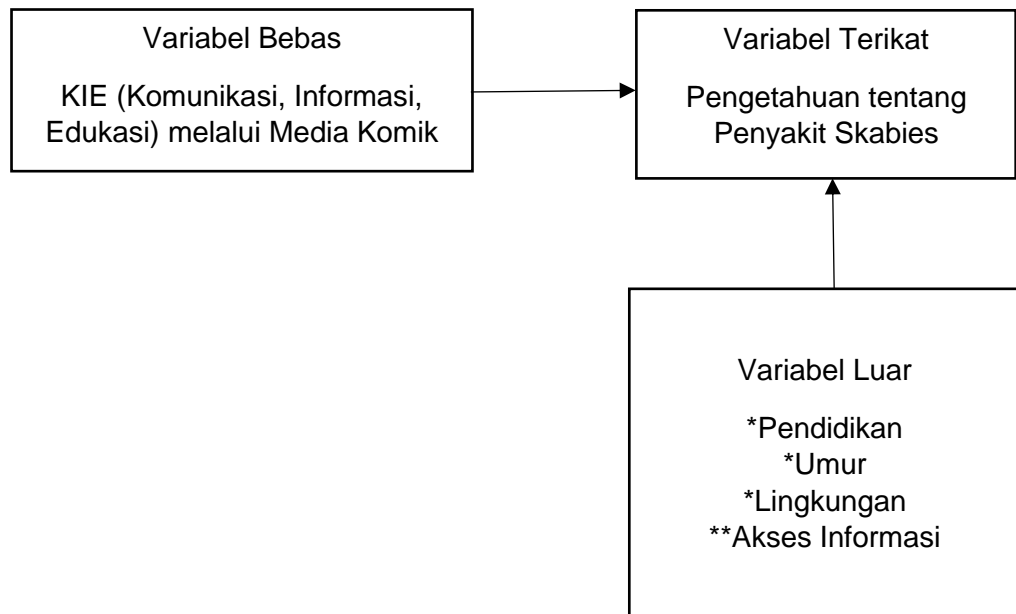 Variabel Bebas
KIE (Komunikasi, Informasi,
Edukasi) melalui Media Komik
Variabel Terikat
Pengetahuan tentang
Penyakit Skabies
Variabel Luar
*Pendidikan
*Umur
*Lingkungan
**Akses Informasi